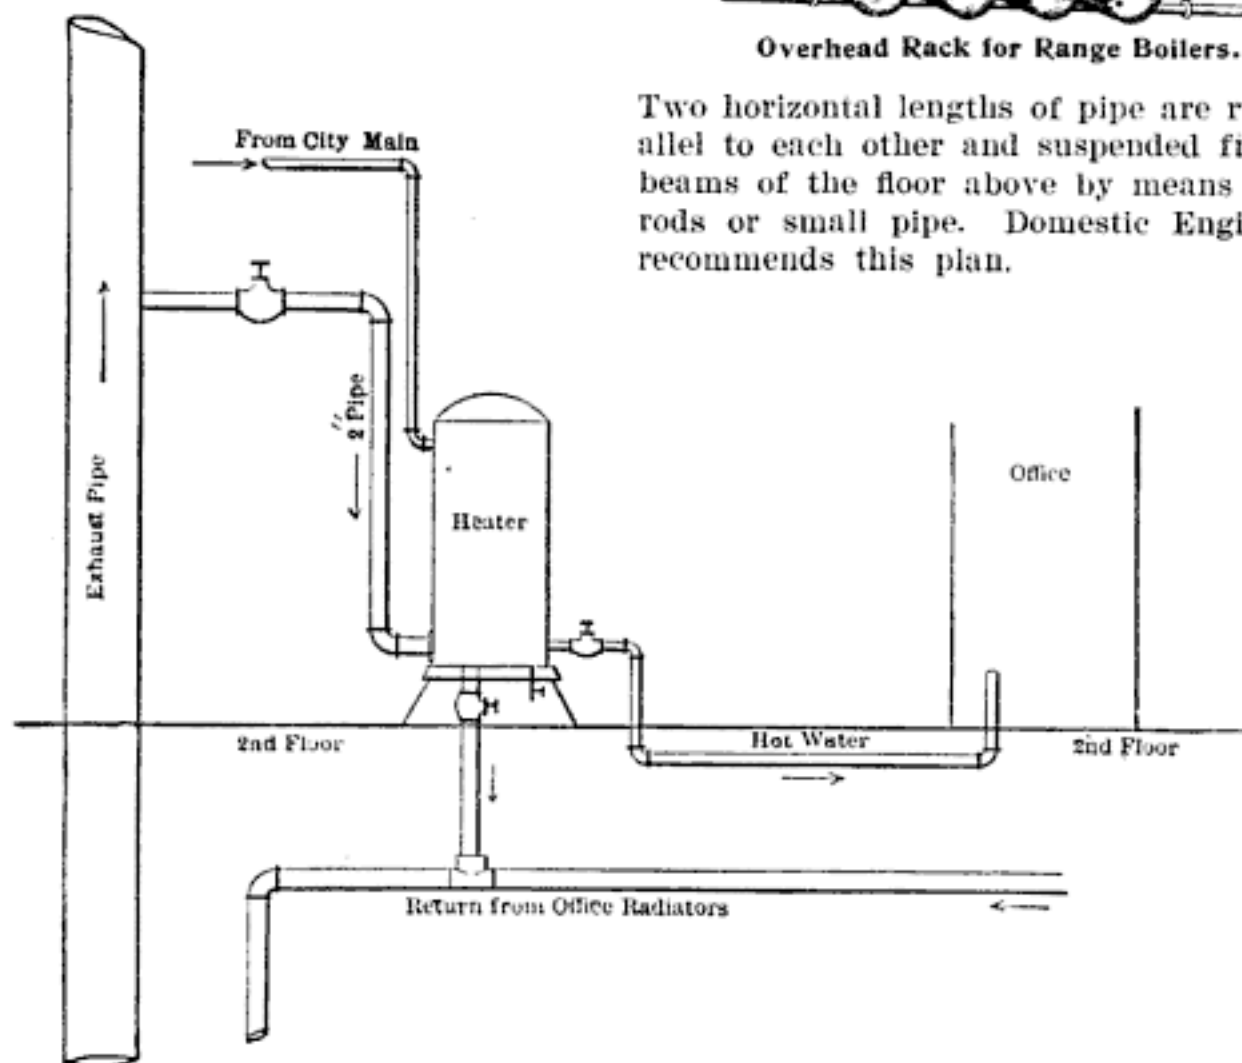 Overhead Rack for Range Boilers.
Two horizontal lengths of pipe are r
allel to each other and suspended fr
beams of the floor above by means
rods or small pipe. Domestic Engi
recommends this plan.
From City Main
2" Pipe
Exhaust Pipe
Heater
Office
2nd Floor
Hot Water
2nd Floor
Return from Office Radiators